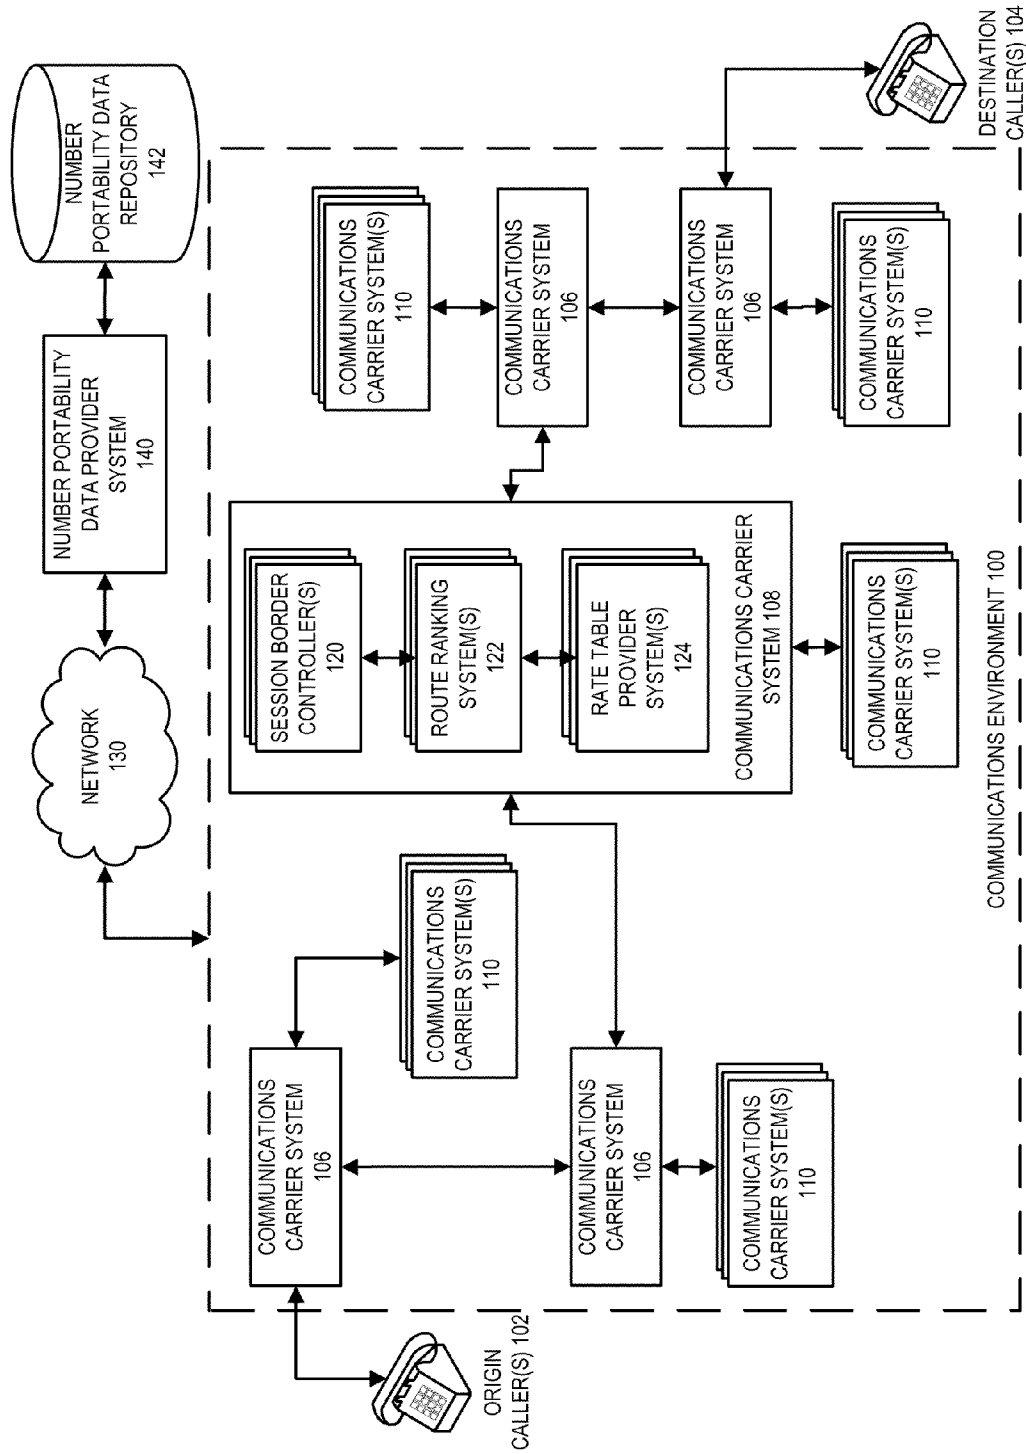 NETWORK
130
NUMBER PORTABILITY
DATA PROVIDER
SYSTEM
140
NUMBER
PORTABILITY DATA
REPOSITORY
142
ORIGIN
CALLER(S) 102
COMMUNICATIONS
CARRIER SYSTEM
106
COMMUNICATIONS
CARRIER SYSTEM(S)
110
COMMUNICATIONS
CARRIER SYSTEM
106
COMMUNICATIONS
CARRIER SYSTEM(S)
110
SESSION BORDER
CONTROLLER(S)
120
ROUTE RANKING
SYSTEM(S)
122
RATE TABLE
PROVIDER
SYSTEM(S)
124
COMMUNICATIONS CARRIER
SYSTEM 108
COMMUNICATIONS
CARRIER SYSTEM(S)
110
COMMUNICATIONS
CARRIER SYSTEM(S)
110
COMMUNICATIONS
CARRIER SYSTEM
106
COMMUNICATIONS
CARRIER SYSTEM
106
COMMUNICATIONS
CARRIER SYSTEM(S)
110
COMMUNICATIONS ENVIRONMENT 100
DESTINATION
CALLER(S) 104